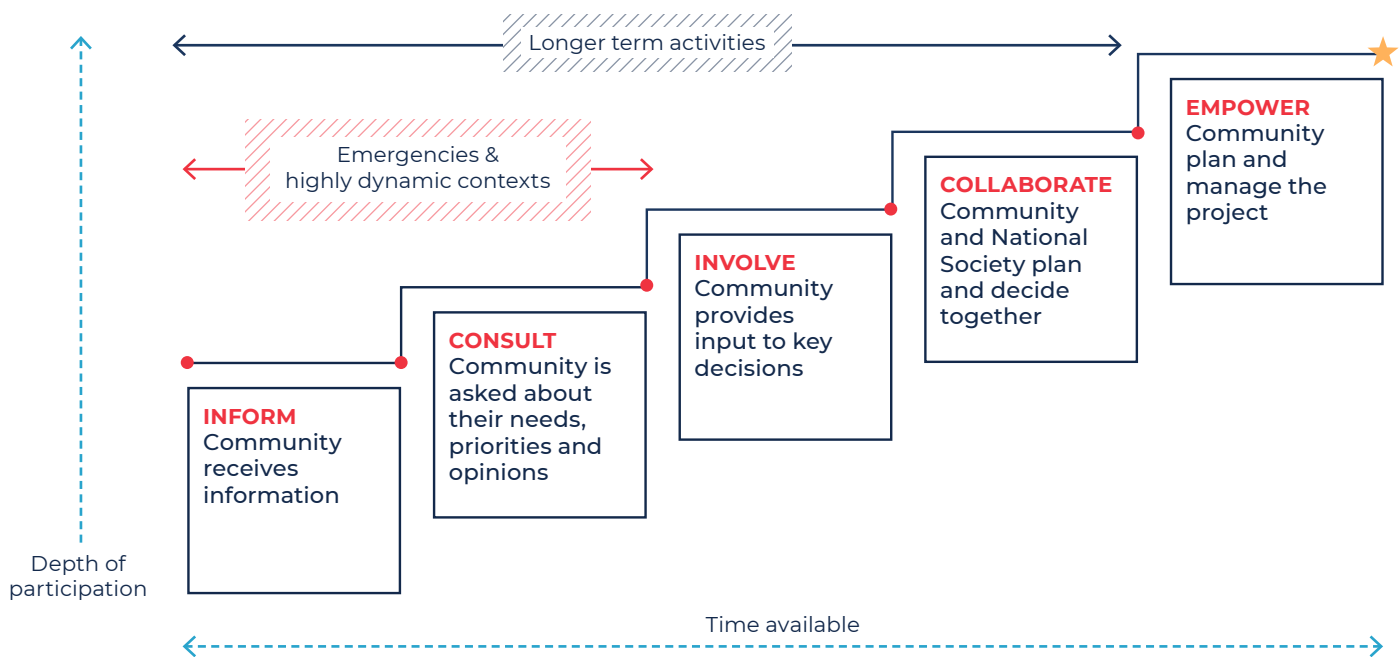 Longer term activities
Emergencies &
highly dynamic contexts
EMPOWER
Community
plan and
manage the
project
COLLABORATE
Community
and National
Society plan
and decide
together
INVOLVE
Community
provides
input to key
decisions
CONSULT
Community is
asked about
their needs,
priorities and
opinions
INFORM
Community
receives
information
Depth of
participation
Time available